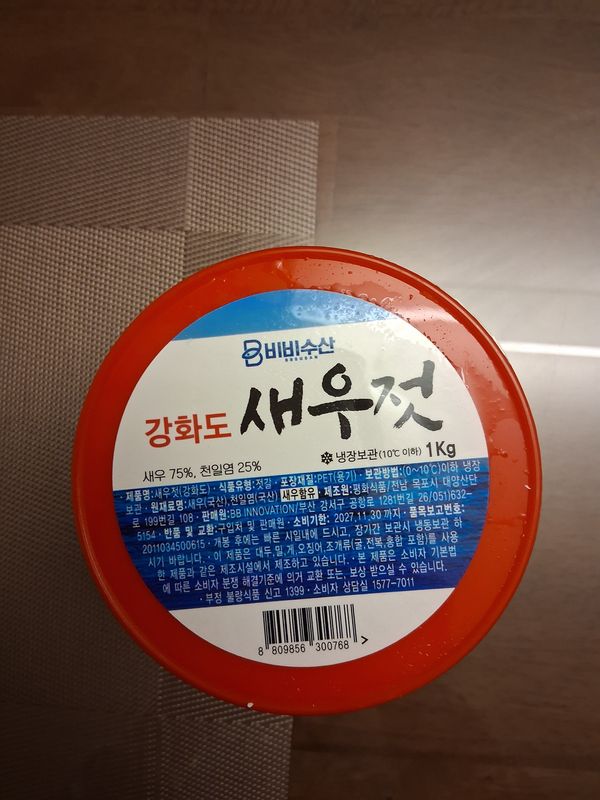 비비수산
BBSUSAN
강화도 새우젓
새우 75%, 천일염 25%
냉장보관(10℃ 이하) 1Kg
· 제품명:새우젓(강화도) · 식품유형:젓갈 · 포장재질:PET(용기) · 보관방법:(0~10℃)이하 냉장
보관 · 원재료명:새우(국산),천일염(국산) 새우함유 · 제조원:평화식품/전남 목포시 대양산단
로 199번길 108 · 판매원:BB INNOVATION/부산 강서구 공항로 1281번길 26/051)632-
5154 · 반품 및 교환:구입처 및 판매원 · 소비기한: 2027.11.30.까지 · 품목보고번호:
2011034500615 · 개봉 후에는 빠른 시일내에 드시고, 장기간 보관시 냉동보관 하
시기 바랍니다. · 이 제품은 대두,밀,게,오징어,조개류(굴,전복,홍합 포함)를 사용
한 제품과 같은 제조시설에서 제조하고 있습니다. · 본 제품은 소비자 기본법
에 따른 소비자 분쟁 해결기준에 의거 교환 또는, 보상 받으실 수 있습니다.
· 부정 불량식품 신고 1399 · 소비자 상담실 1577-7011
8 809856 300768 >